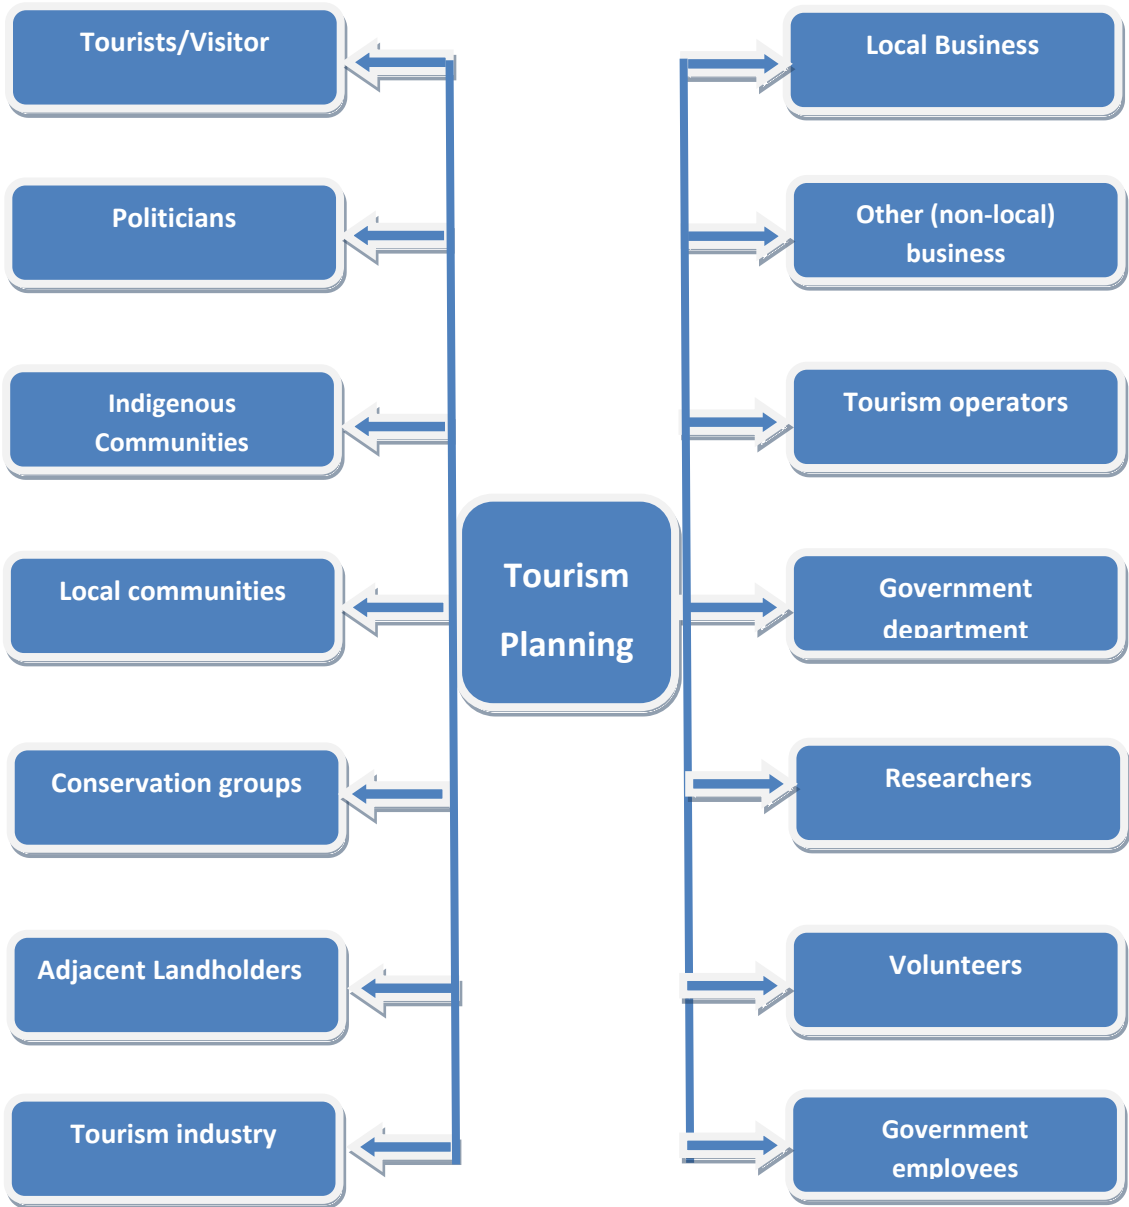 Tourists/Visitor
Local Business
Politicians
Other (non-local)
business
Indigenous
Communities
Tourism operators
Tourism
Planning
Local communities
Government
department
Conservation groups
Researchers
Adjacent Landholders
Volunteers
Tourism industry
Government
employees